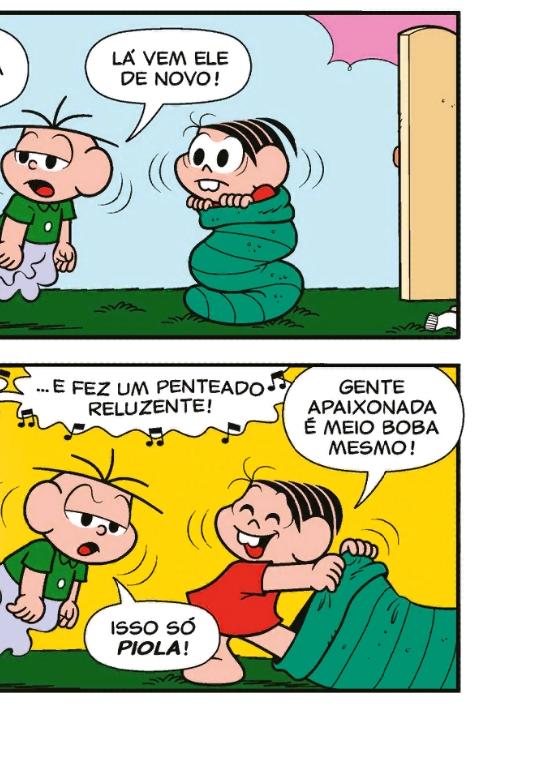 LÁ VEM ELE
DE NOVO!
...E FEZ UM PENTEADO
RELUZENTE!
GENTE
APAIXONADA
É MEIO BOBA
MESMO!
ISSO SÓ
PIOLA!